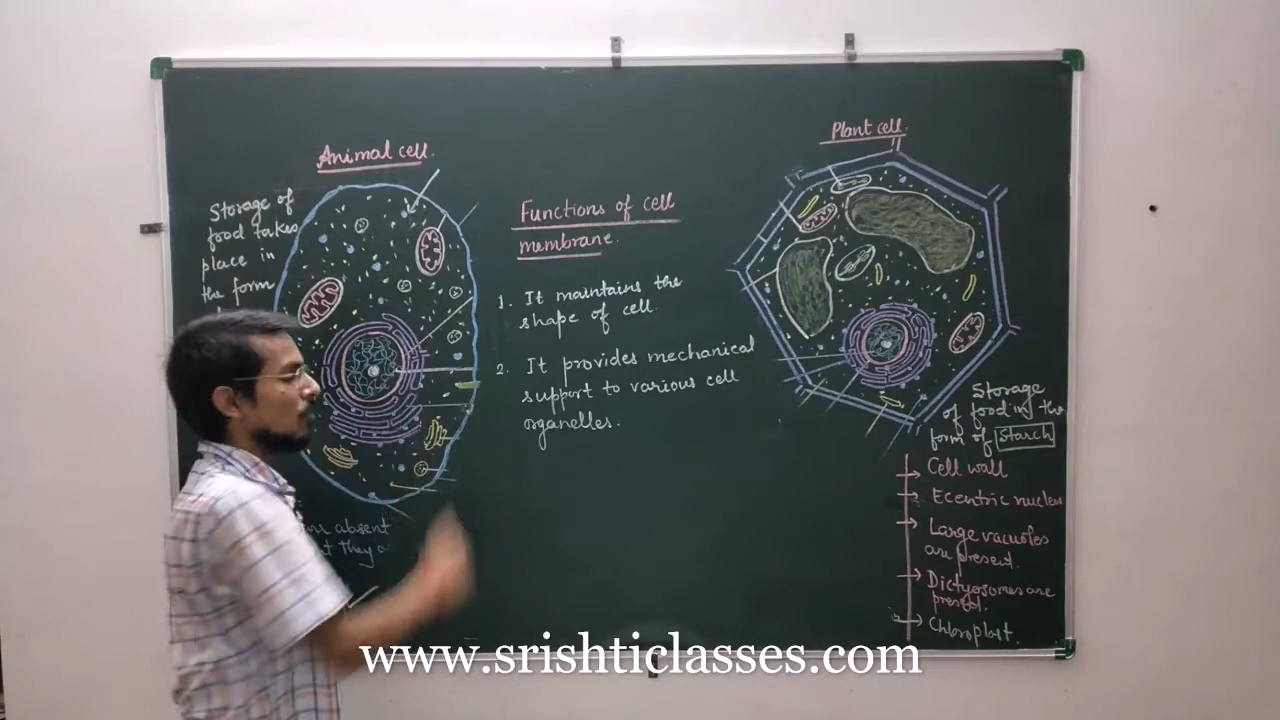 Animal cell.
Storage of
food takes
place in
the form
absent
they
Functions of cell
membrane.
1. It maintains the
shape of cell.
2. It provides mechanical
support to various cell
organelles.
Plant cell.
Storage
of food in the
form of Starch
Cell wall
Ecentric nucleus
Large vacuoles
are present.
Dictyosomes are
present.
Chloroplast.
www.srishticlasses.com